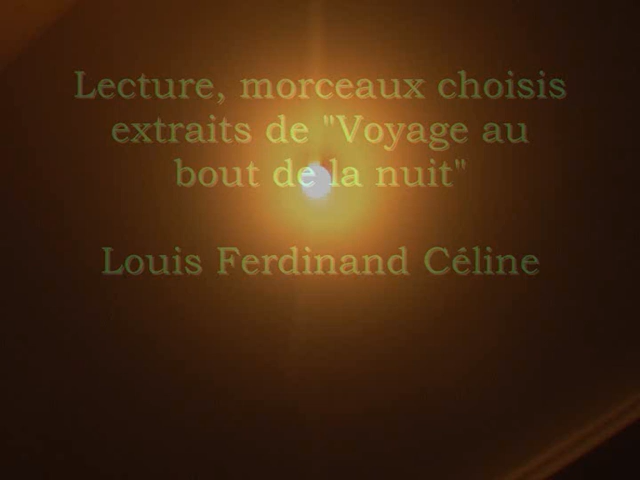 Lecture, morceaux choisis
extraits de "Voyage au
bout de la nuit"
Louis Ferdinand Céline